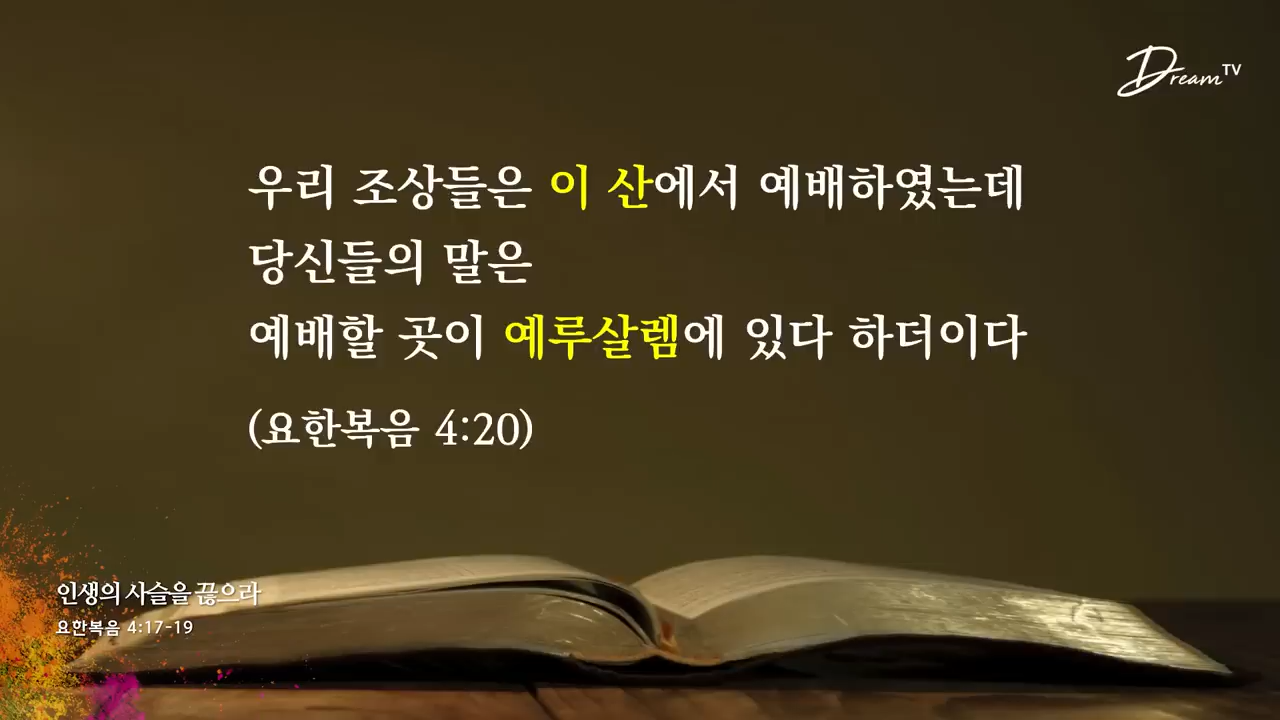 Dream TV
우리 조상들은 이 산에서 예배하였는데
당신들의 말은
예배할 곳이 예루살렘에 있다 하더이다
(요한복음 4:20)
인생의 사슬을 끊으라
요한복음 4:17-19